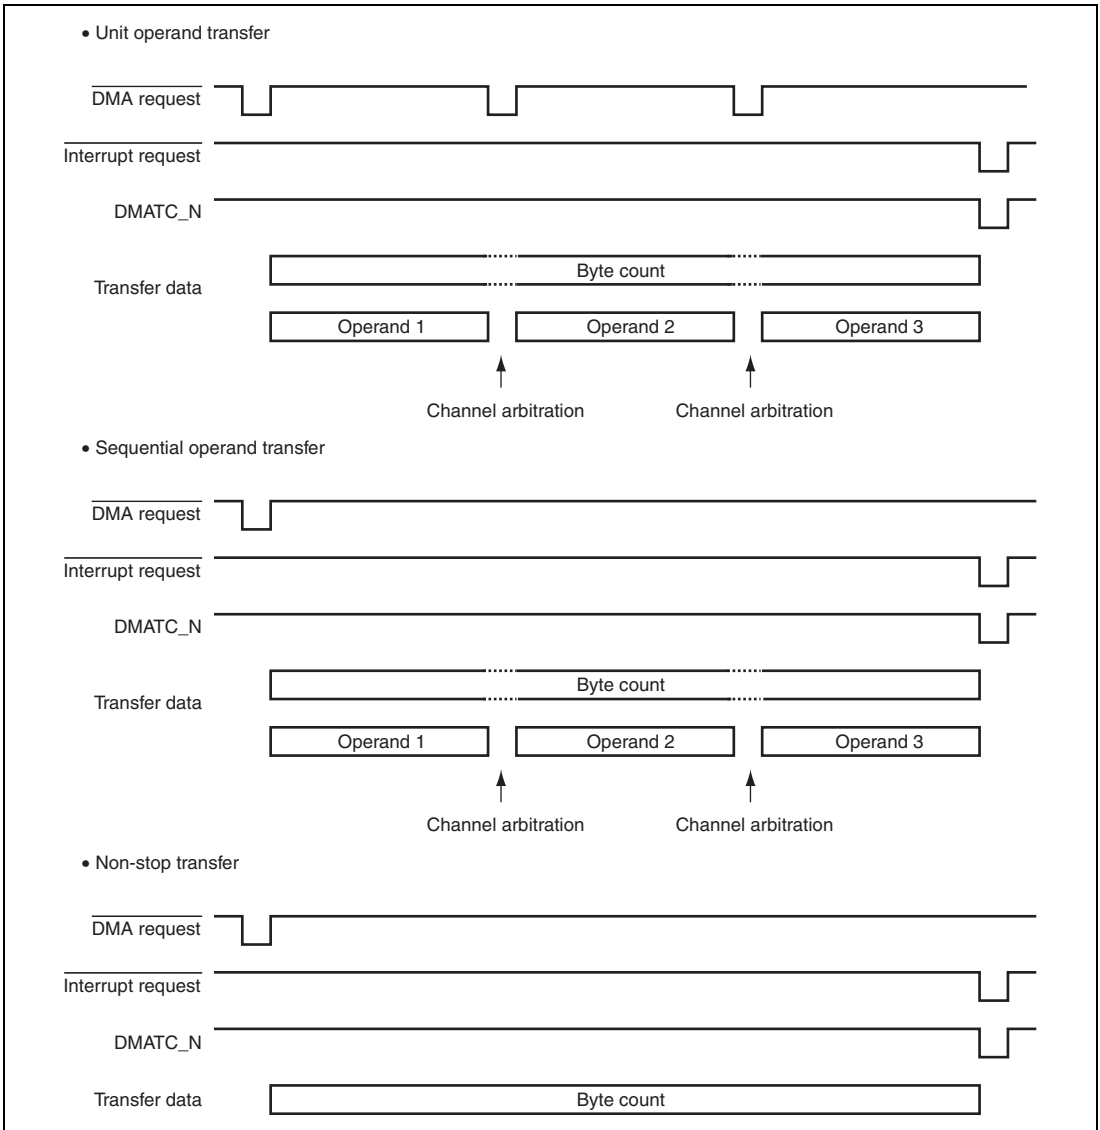 • Unit operand transfer
DMA request
Interrupt request
DMATC_N
Byte count
Transfer data
Operand 1 Operand 2 Operand 3
Channel arbitration Channel arbitration
• Sequential operand transfer
DMA request
Interrupt request
DMATC_N
Byte count
Transfer data
Operand 1 Operand 2 Operand 3
Channel arbitration Channel arbitration
• Non-stop transfer
DMA request
Interrupt request
DMATC_N
Transfer data Byte count